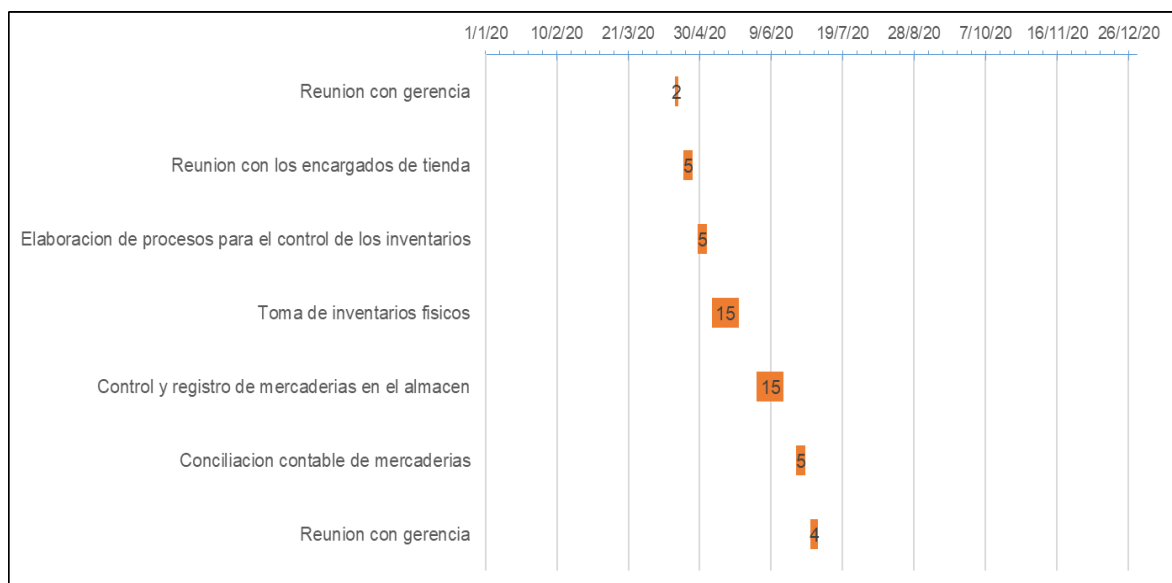 1/1/20 10/2/20 21/3/20 30/4/20 9/6/20 19/7/20 28/8/20 7/10/20 16/11/20 26/12/20
Reunion con gerencia 2
Reunion con los encargados de tienda 5
Elaboracion de procesos para el control de los inventarios 5
Toma de inventarios fisicos 15
Control y registro de mercaderias en el almacen 15
Conciliacion contable de mercaderias 5
Reunion con gerencia 4